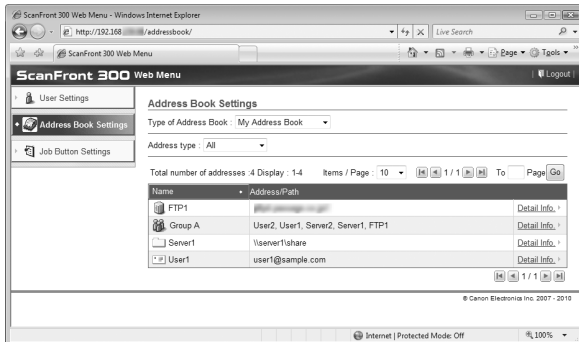 ScanFront 300 Web Menu - Windows Internet Explorer
http://192.168. /addressbook/
Live Search
ScanFront 300 Web Menu
Page
Tools
ScanFront 300 Web Menu
Logout
User Settings
Address Book Settings
Job Button Settings
Address Book Settings
Type of Address Book : My Address Book
Address type : All
Total number of addresses :4 Display : 1-4 Items / Page : 10 1 / 1 To Page Go
Name Address/Path
FTP1 Detail Info.
Group A User2, User1, Server2, Server1, FTP1 Detail Info.
Server1 \\server1\share Detail Info.
User1 user1@sample.com Detail Info.
1 / 1
© Canon Electronics Inc. 2007 - 2010
Internet | Protected Mode: Off 100%